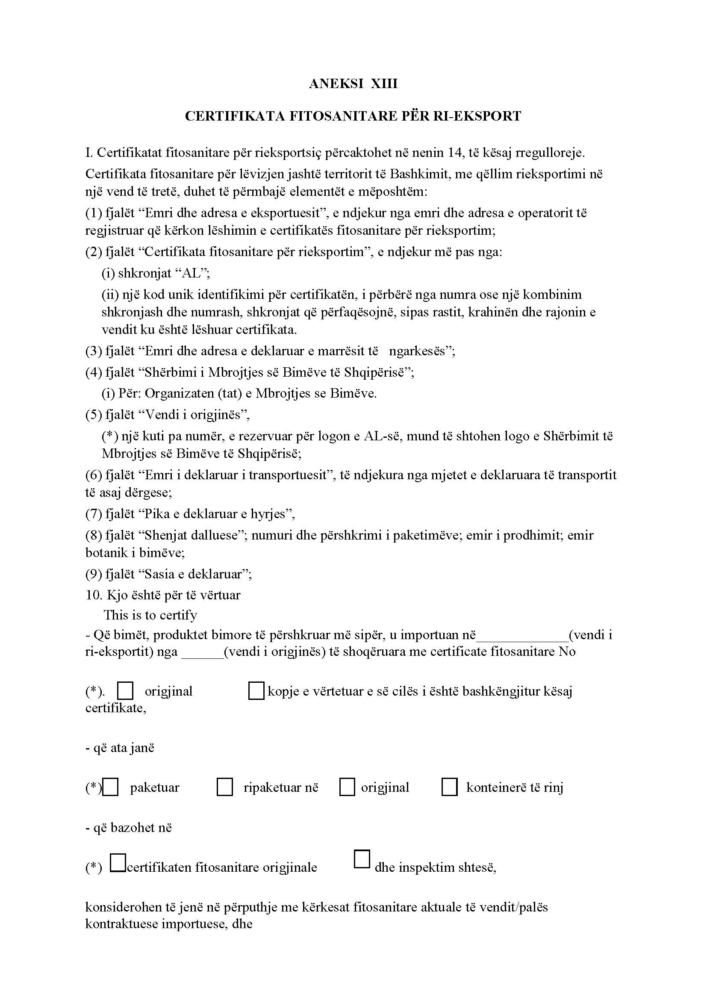 ANEKSI XIII
CERTIFIKATA FITOSANITARE PËR RI-EKSPORT
I. Certifikatat fitosanitare për rieksportsiç përcaktohet në nenin 14, të kësaj rregulloreje.
Certifikata fitosanitare për lëvizjen jashtë territorit të Bashkimit, me qëllim rieksportimi në
një vend të tretë, duhet të përmbajë elementët e mëposhtëm:
(1) fjalët “Emri dhe adresa e eksportuesit”, e ndjekur nga emri dhe adresa e operatorit të
regjistruar që kërkon lëshimin e certifikatës fitosanitare për rieksportim;
(2) fjalët “Certifikata fitosanitare për rieksportim”, e ndjekur më pas nga:
(i) shkronjat “AL”;
(ii) një kod unik identifikimi për certifikatën, i përbërë nga numra ose një kombinim
shkronjash dhe numrash, shkronjat që përfaqësojnë, sipas rastit, krahinën dhe rajonin e
vendit ku është lëshuar certifikata.
(3) fjalët “Emri dhe adresa e deklaruar e marrësit të ngarkesës”;
(4) fjalët “Shërbimi i Mbrojtjes së Bimëve të Shqipërisë”;
(i) Për: Organizaten (tat) e Mbrojtjes se Bimëve.
(5) fjalët “Vendi i origjinës”,
(*) një kuti pa numër, e rezervuar për logon e AL-së, mund të shtohen logo e Shërbimit të
Mbrojtjes së Bimëve të Shqipërisë;
(6) fjalët “Emri i deklaruar i transportuesit”, të ndjekura nga mjetet e deklaruara të transportit
të asaj dërgese;
(7) fjalët “Pika e deklaruar e hyrjes”,
(8) fjalët “Shenjat dalluese”; numuri dhe përshkrimi i paketimëve; emir i prodhimit; emir
botanik i bimëve;
(9) fjalët “Sasia e deklaruar”;
10. Kjo është për të vërtuar
This is to certify
- Që bimët, produktet bimore të përshkruar më sipër, u importuan në_____________(vendi i
ri-eksportit) nga ______(vendi i origjinës) të shoqëruara me certificate fitosanitare No
(*). origjinal kopje e vërtetuar e së cilës i është bashkëngjitur kësaj
certifikate,
- që ata janë
(*) paketuar ripaketuar në origjinal konteinerë të rinj
- që bazohet në
(*) certifikaten fitosanitare origjinale dhe inspektim shtesë,
konsiderohen të jenë në përputhje me kërkesat fitosanitare aktuale të vendit/palës
kontraktuese importuese, dhe